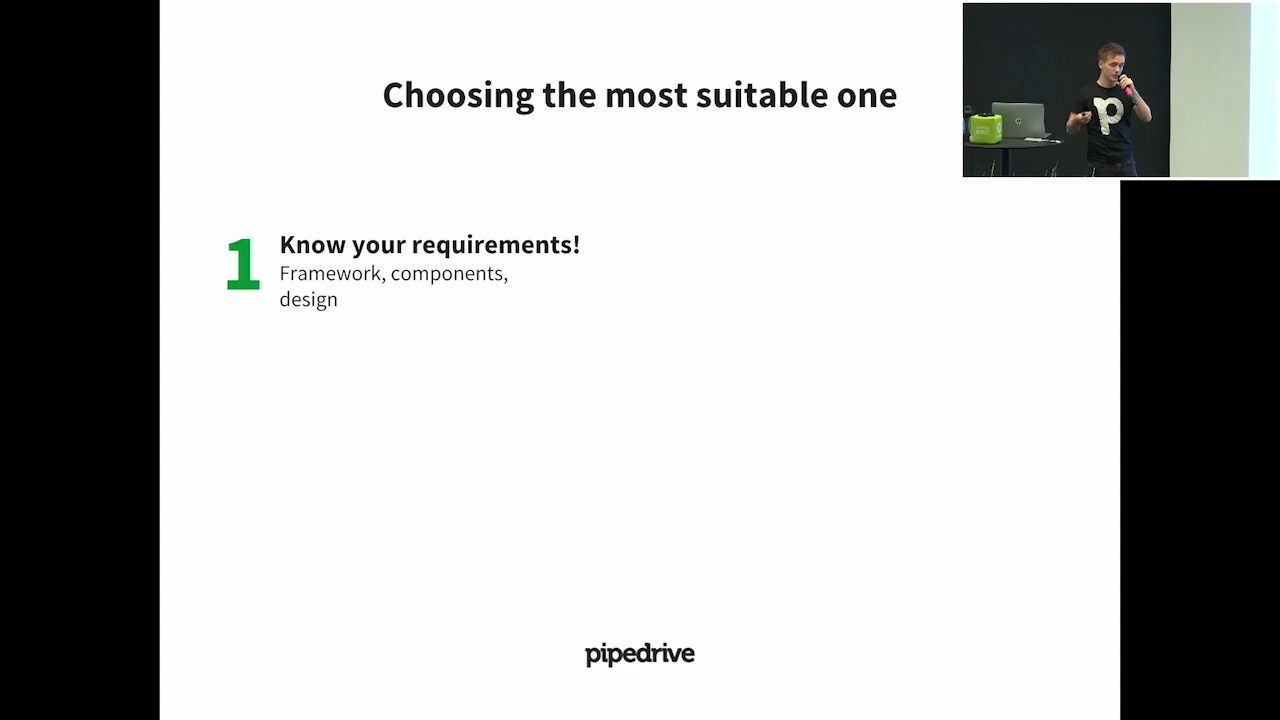 Choosing the most suitable one
p
1
Know your requirements!
Framework, components,
design
pipedrive